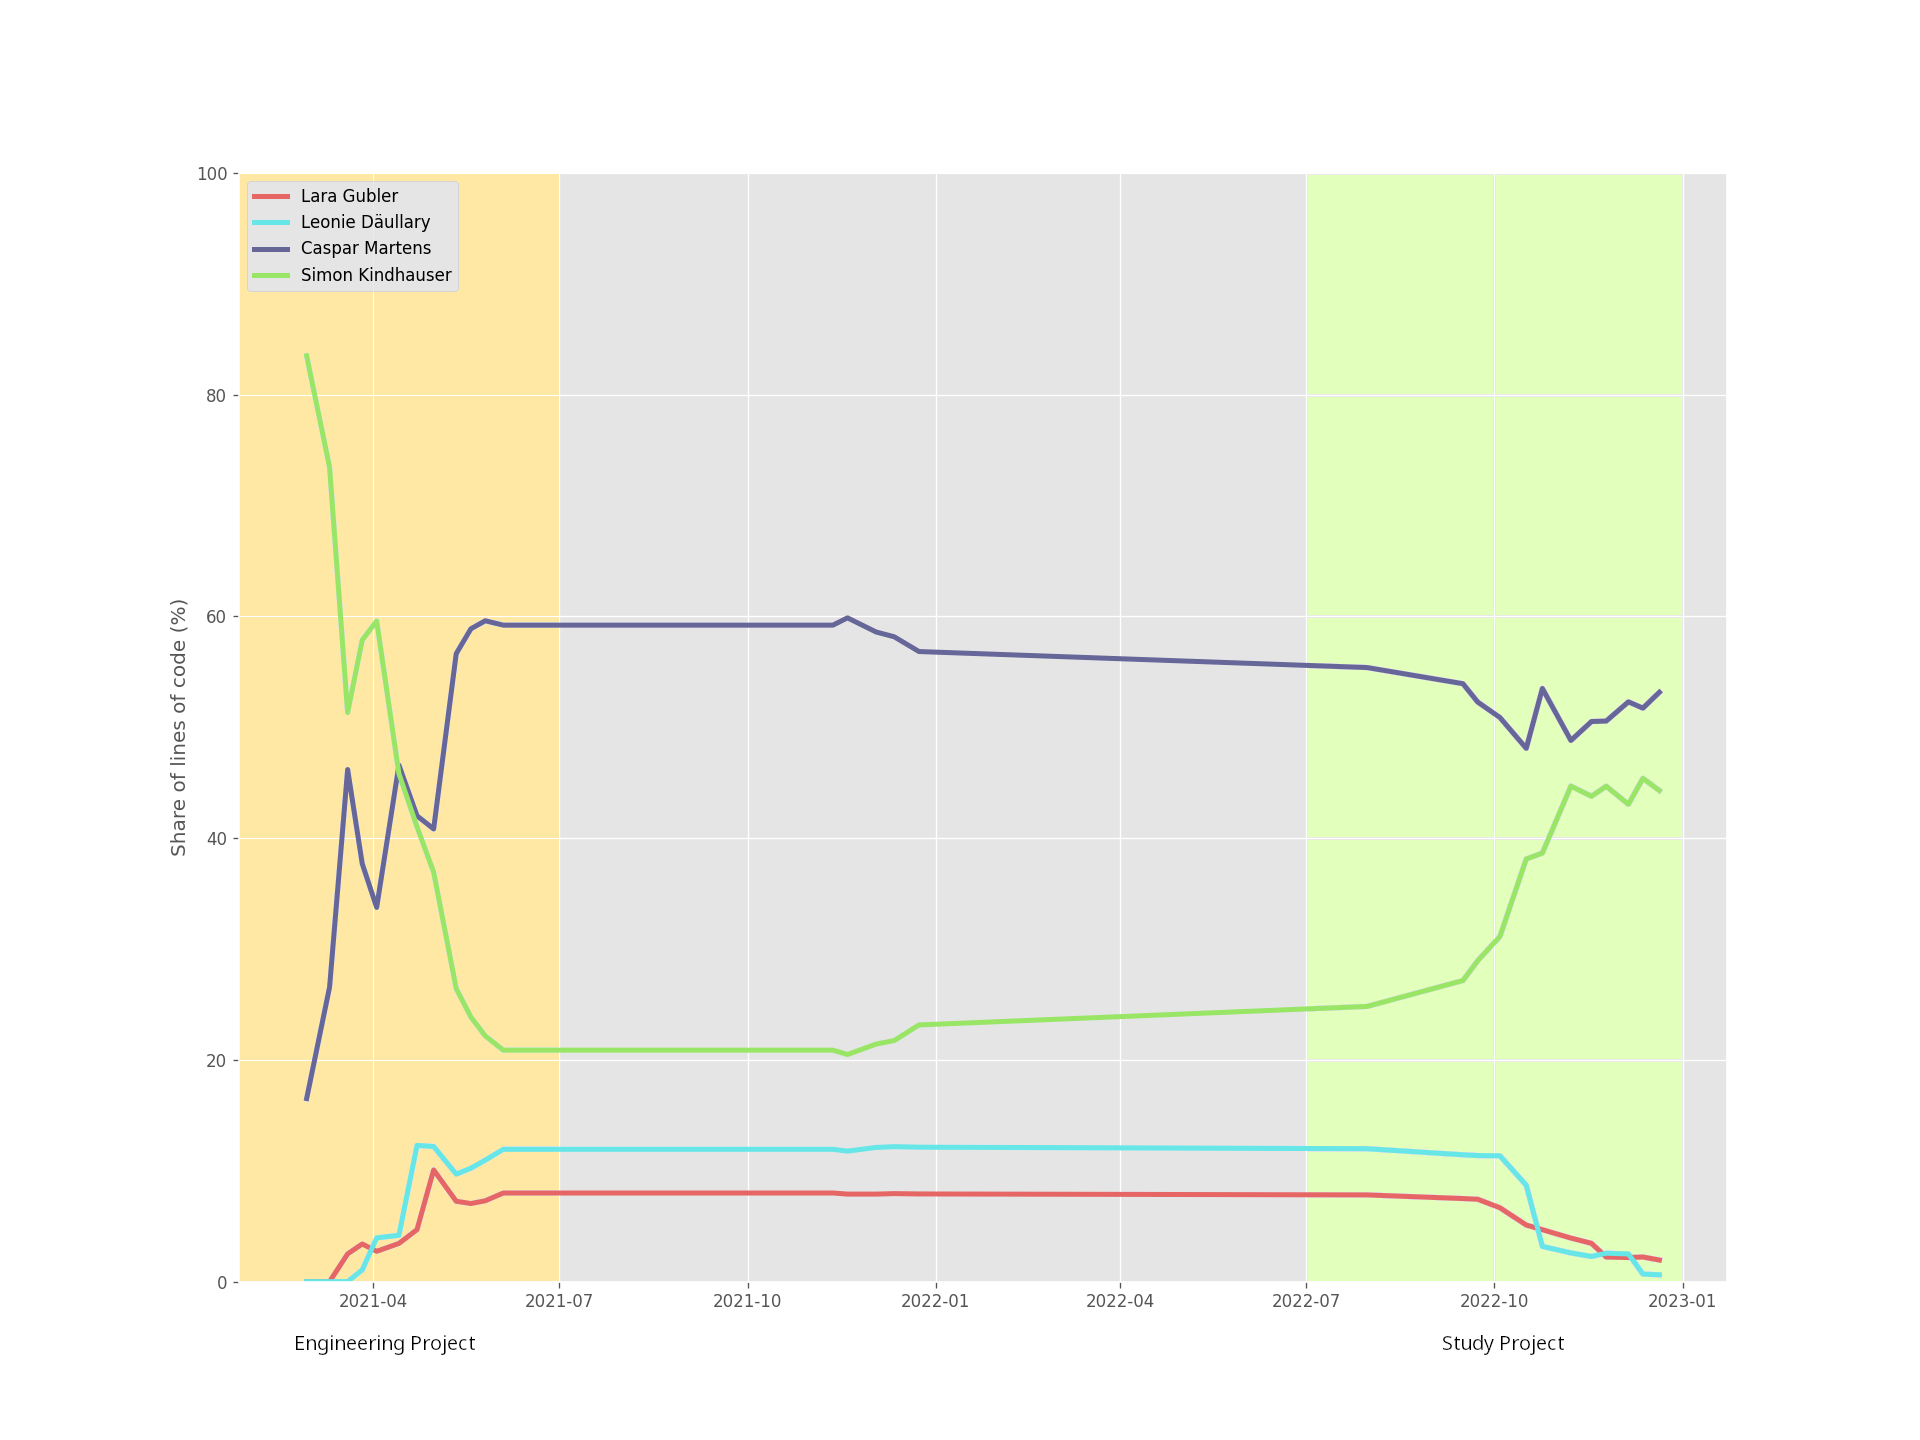 100
80
60
40
20
0
Share of lines of code (%)
Lara Gubler
Leonie Däullary
Caspar Martens
Simon Kindhauser
2021-04 2021-07 2021-10 2022-01 2022-04 2022-07 2022-10 2023-01
Engineering Project Study Project